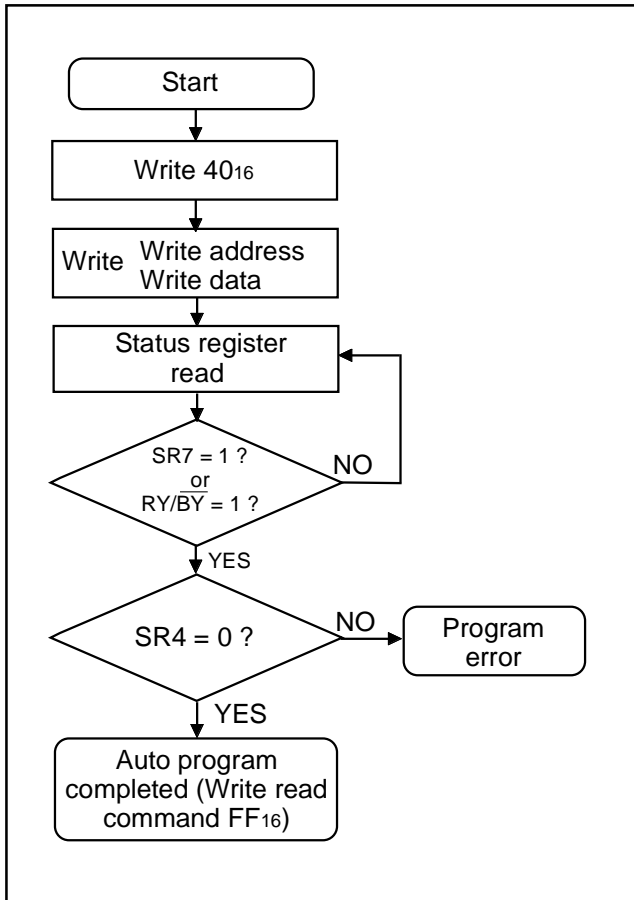 Start
Write 40₁₆
Write Write address
Write data
Status register
read
SR7 = 1 ?
or
RY/B̅Y̅ = 1 ?
NO
YES
SR4 = 0 ?
NO
Program
error
YES
Auto program
completed (Write read
command FF₁₆)